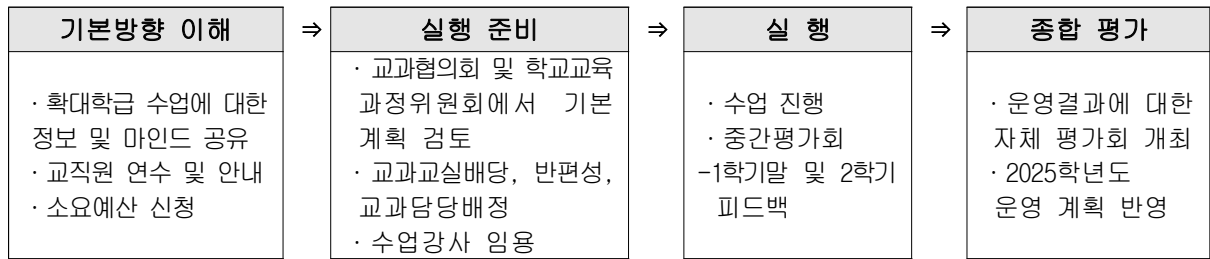 기본방향 이해
· 확대학급 수업에 대한
정보 및 마인드 공유
· 교직원 연수 및 안내
· 소요예산 신청
⇒
실행 준비
· 교과협의회 및 학교교육
과정위원회에서 기본
계획 검토
· 교과교실배당, 반편성,
교과담당배정
· 수업강사 임용
⇒
실 행
· 수업 진행
· 중간평가회
-1학기말 및 2학기
피드백
⇒
종합 평가
· 운영결과에 대한
자체 평가회 개최
· 2025학년도
운영 계획 반영